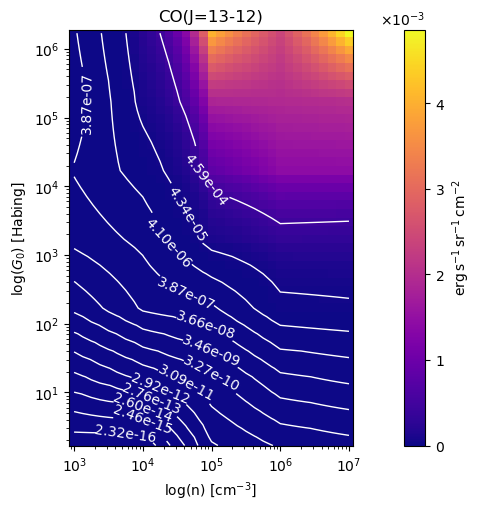 CO(J=13-12)
×10⁻³
10⁶
10⁵
10⁴
10³
10²
10¹
log(G₀) [Habing]
3.87e-07
4.59e-04
4.34e-05
4.10e-06
3.87e-07
3.66e-08
3.46e-09
3.27e-10
3.09e-11
2.92e-12
2.76e-13
2.60e-14
2.46e-15
2.32e-16
10³ 10⁴ 10⁵ 10⁶ 10⁷
log(n) [cm⁻³]
4
3
2
1
0
erg s⁻¹ sr⁻¹ cm⁻²